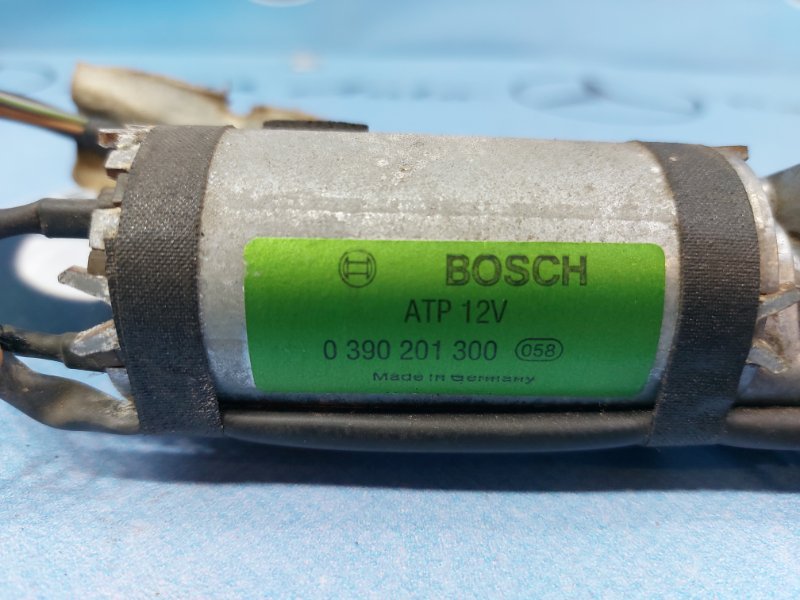 BOSCH
ATP 12V
0 390 201 300 058
Made in Germany